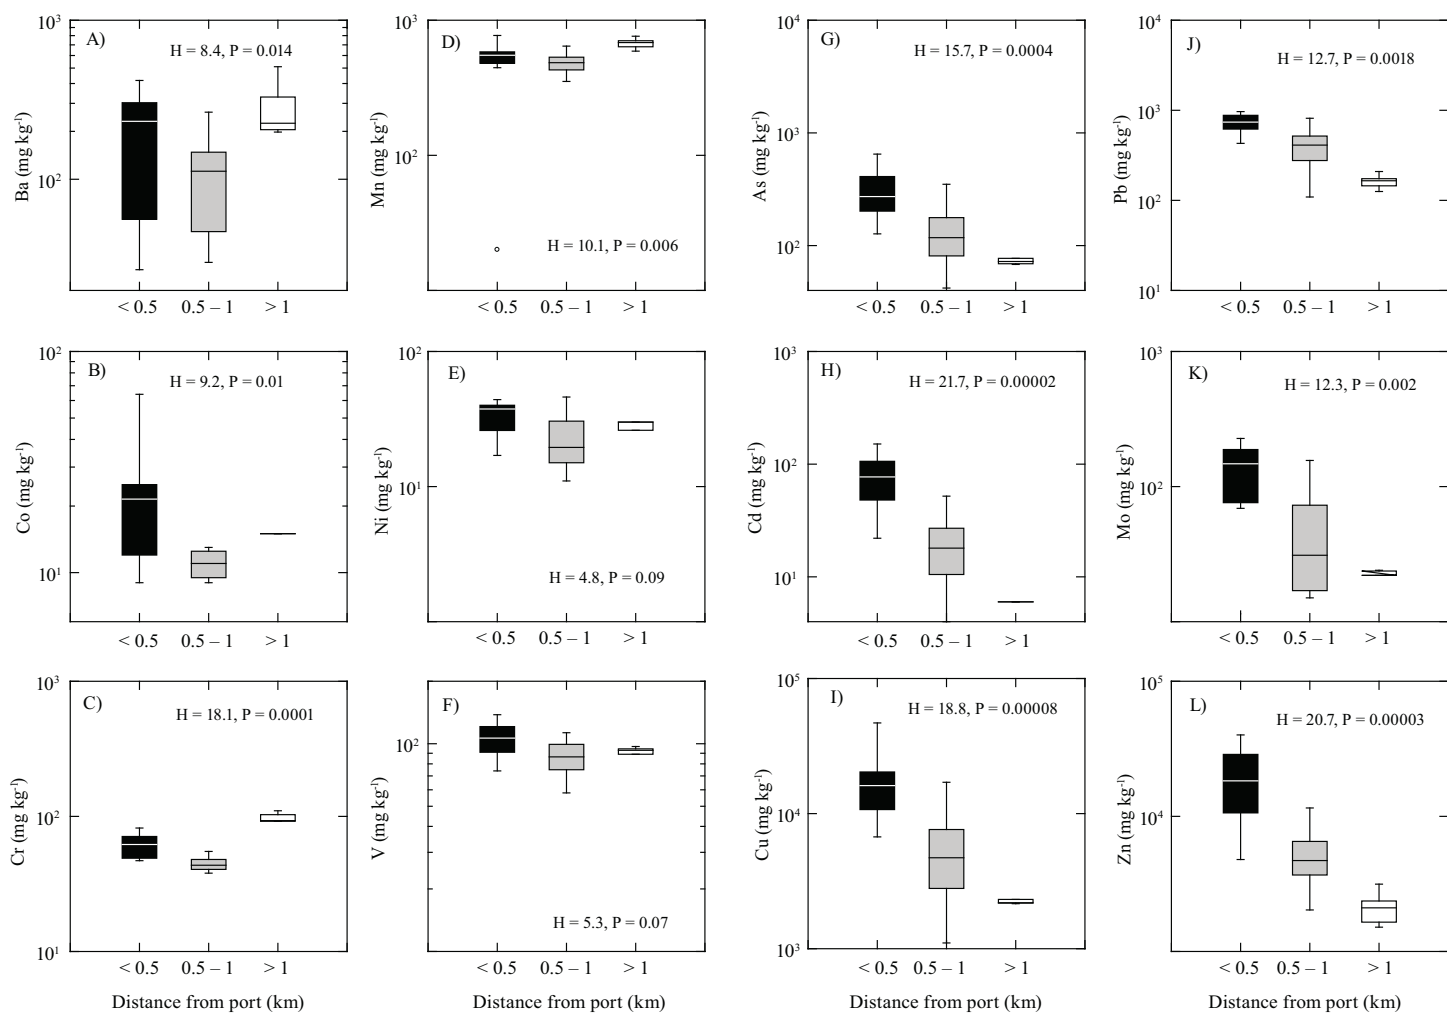 A)
H = 8.4, P = 0.014
10³
10²
Ba (mg kg⁻¹)
< 0.5
0.5 – 1
> 1
D)
H = 10.1, P = 0.006
10³
10²
Mn (mg kg⁻¹)
< 0.5
0.5 – 1
> 1
G)
H = 15.7, P = 0.0004
10⁴
10³
10²
As (mg kg⁻¹)
< 0.5
0.5 – 1
> 1
J)
H = 12.7, P = 0.0018
10⁴
10³
10²
10¹
Pb (mg kg⁻¹)
< 0.5
0.5 – 1
> 1
B)
H = 9.2, P = 0.01
10²
10¹
Co (mg kg⁻¹)
< 0.5
0.5 – 1
> 1
E)
H = 4.8, P = 0.09
10²
10¹
Ni (mg kg⁻¹)
< 0.5
0.5 – 1
> 1
H)
H = 21.7, P = 0.00002
10³
10²
10¹
Cd (mg kg⁻¹)
< 0.5
0.5 – 1
> 1
K)
H = 12.3, P = 0.002
10³
10²
Mo (mg kg⁻¹)
< 0.5
0.5 – 1
> 1
C)
H = 18.1, P = 0.0001
10³
10²
10¹
Cr (mg kg⁻¹)
< 0.5
0.5 – 1
> 1
Distance from port (km)
F)
H = 5.3, P = 0.07
10²
V (mg kg⁻¹)
< 0.5
0.5 – 1
> 1
Distance from port (km)
I)
H = 18.8, P = 0.00008
10⁵
10⁴
10³
Cu (mg kg⁻¹)
< 0.5
0.5 – 1
> 1
Distance from port (km)
L)
H = 20.7, P = 0.00003
10⁵
10⁴
Zn (mg kg⁻¹)
< 0.5
0.5 – 1
> 1
Distance from port (km)